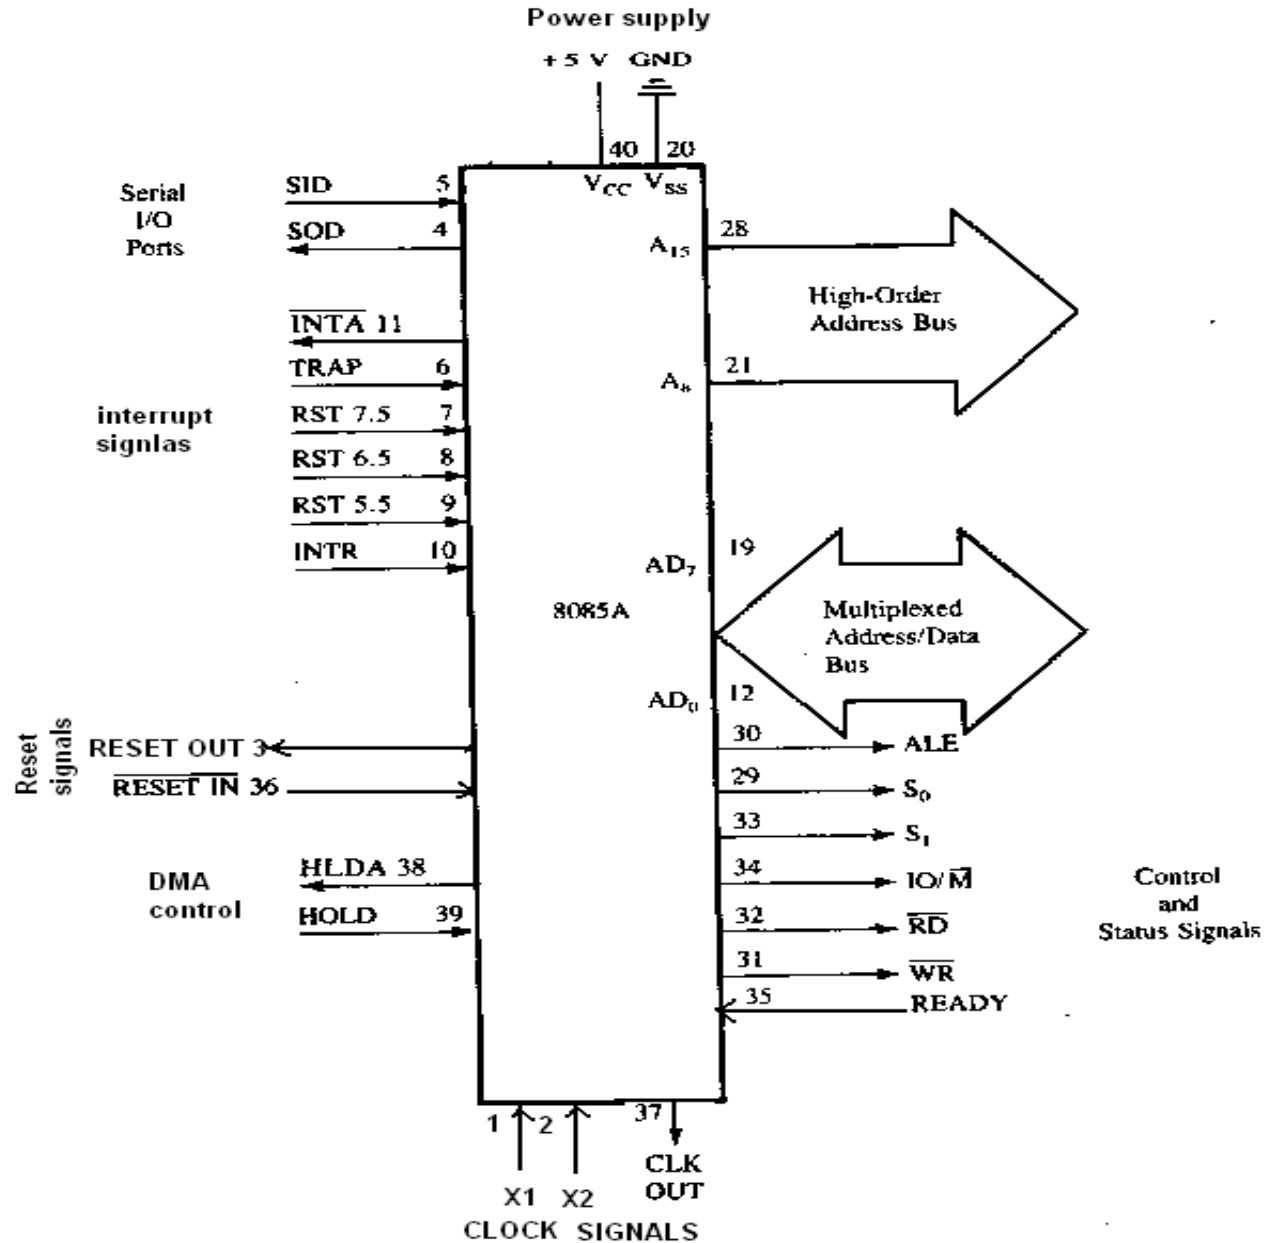 Power supply
+5 V GND
40 20
VCC VSS
Serial
I/O
Ports
SID 5
SOD 4
INTA 11
TRAP 6
interrupt
signlas
RST 7.5 7
RST 6.5 8
RST 5.5 9
INTR 10
8085A
Reset
signals
RESET OUT 3
RESET IN 36
DMA
control
HLDA 38
HOLD 39
A15 28
High-Order
Address Bus
A8 21
AD7 19
Multiplexed
Address/Data
Bus
AD0 12
30 ALE
29 S0
33 S1
34 IO/M
32 RD
31 WR
35 READY
Control
and
Status Signals
1 2 37
X1 X2
CLK
OUT
CLOCK SIGNALS